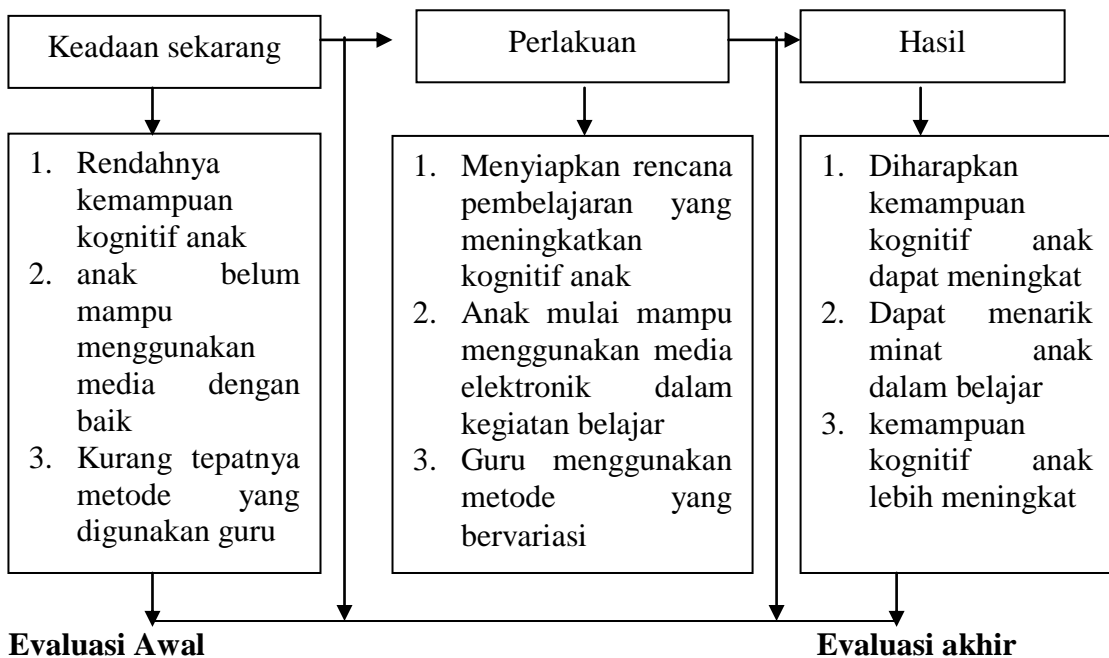 Keadaan sekarang
Perlakuan
Hasil
1. Rendahnya
kemampuan
kognitif anak
2. anak belum
mampu
menggunakan
media dengan
baik
3. Kurang tepatnya
metode yang
digunakan guru
1. Menyiapkan rencana
pembelajaran yang
meningkatkan
kognitif anak
2. Anak mulai mampu
menggunakan media
elektronik dalam
kegiatan belajar
3. Guru menggunakan
metode yang
bervariasi
1. Diharapkan
kemampuan
kognitif anak
dapat meningkat
2. Dapat menarik
minat anak
dalam belajar
3. kemampuan
kognitif anak
lebih meningkat
Evaluasi Awal
Evaluasi akhir